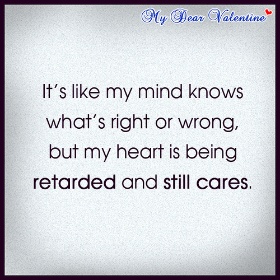 My Dear Valentine
It's like my mind knows
what's right or wrong,
but my heart is being
retarded and still cares.